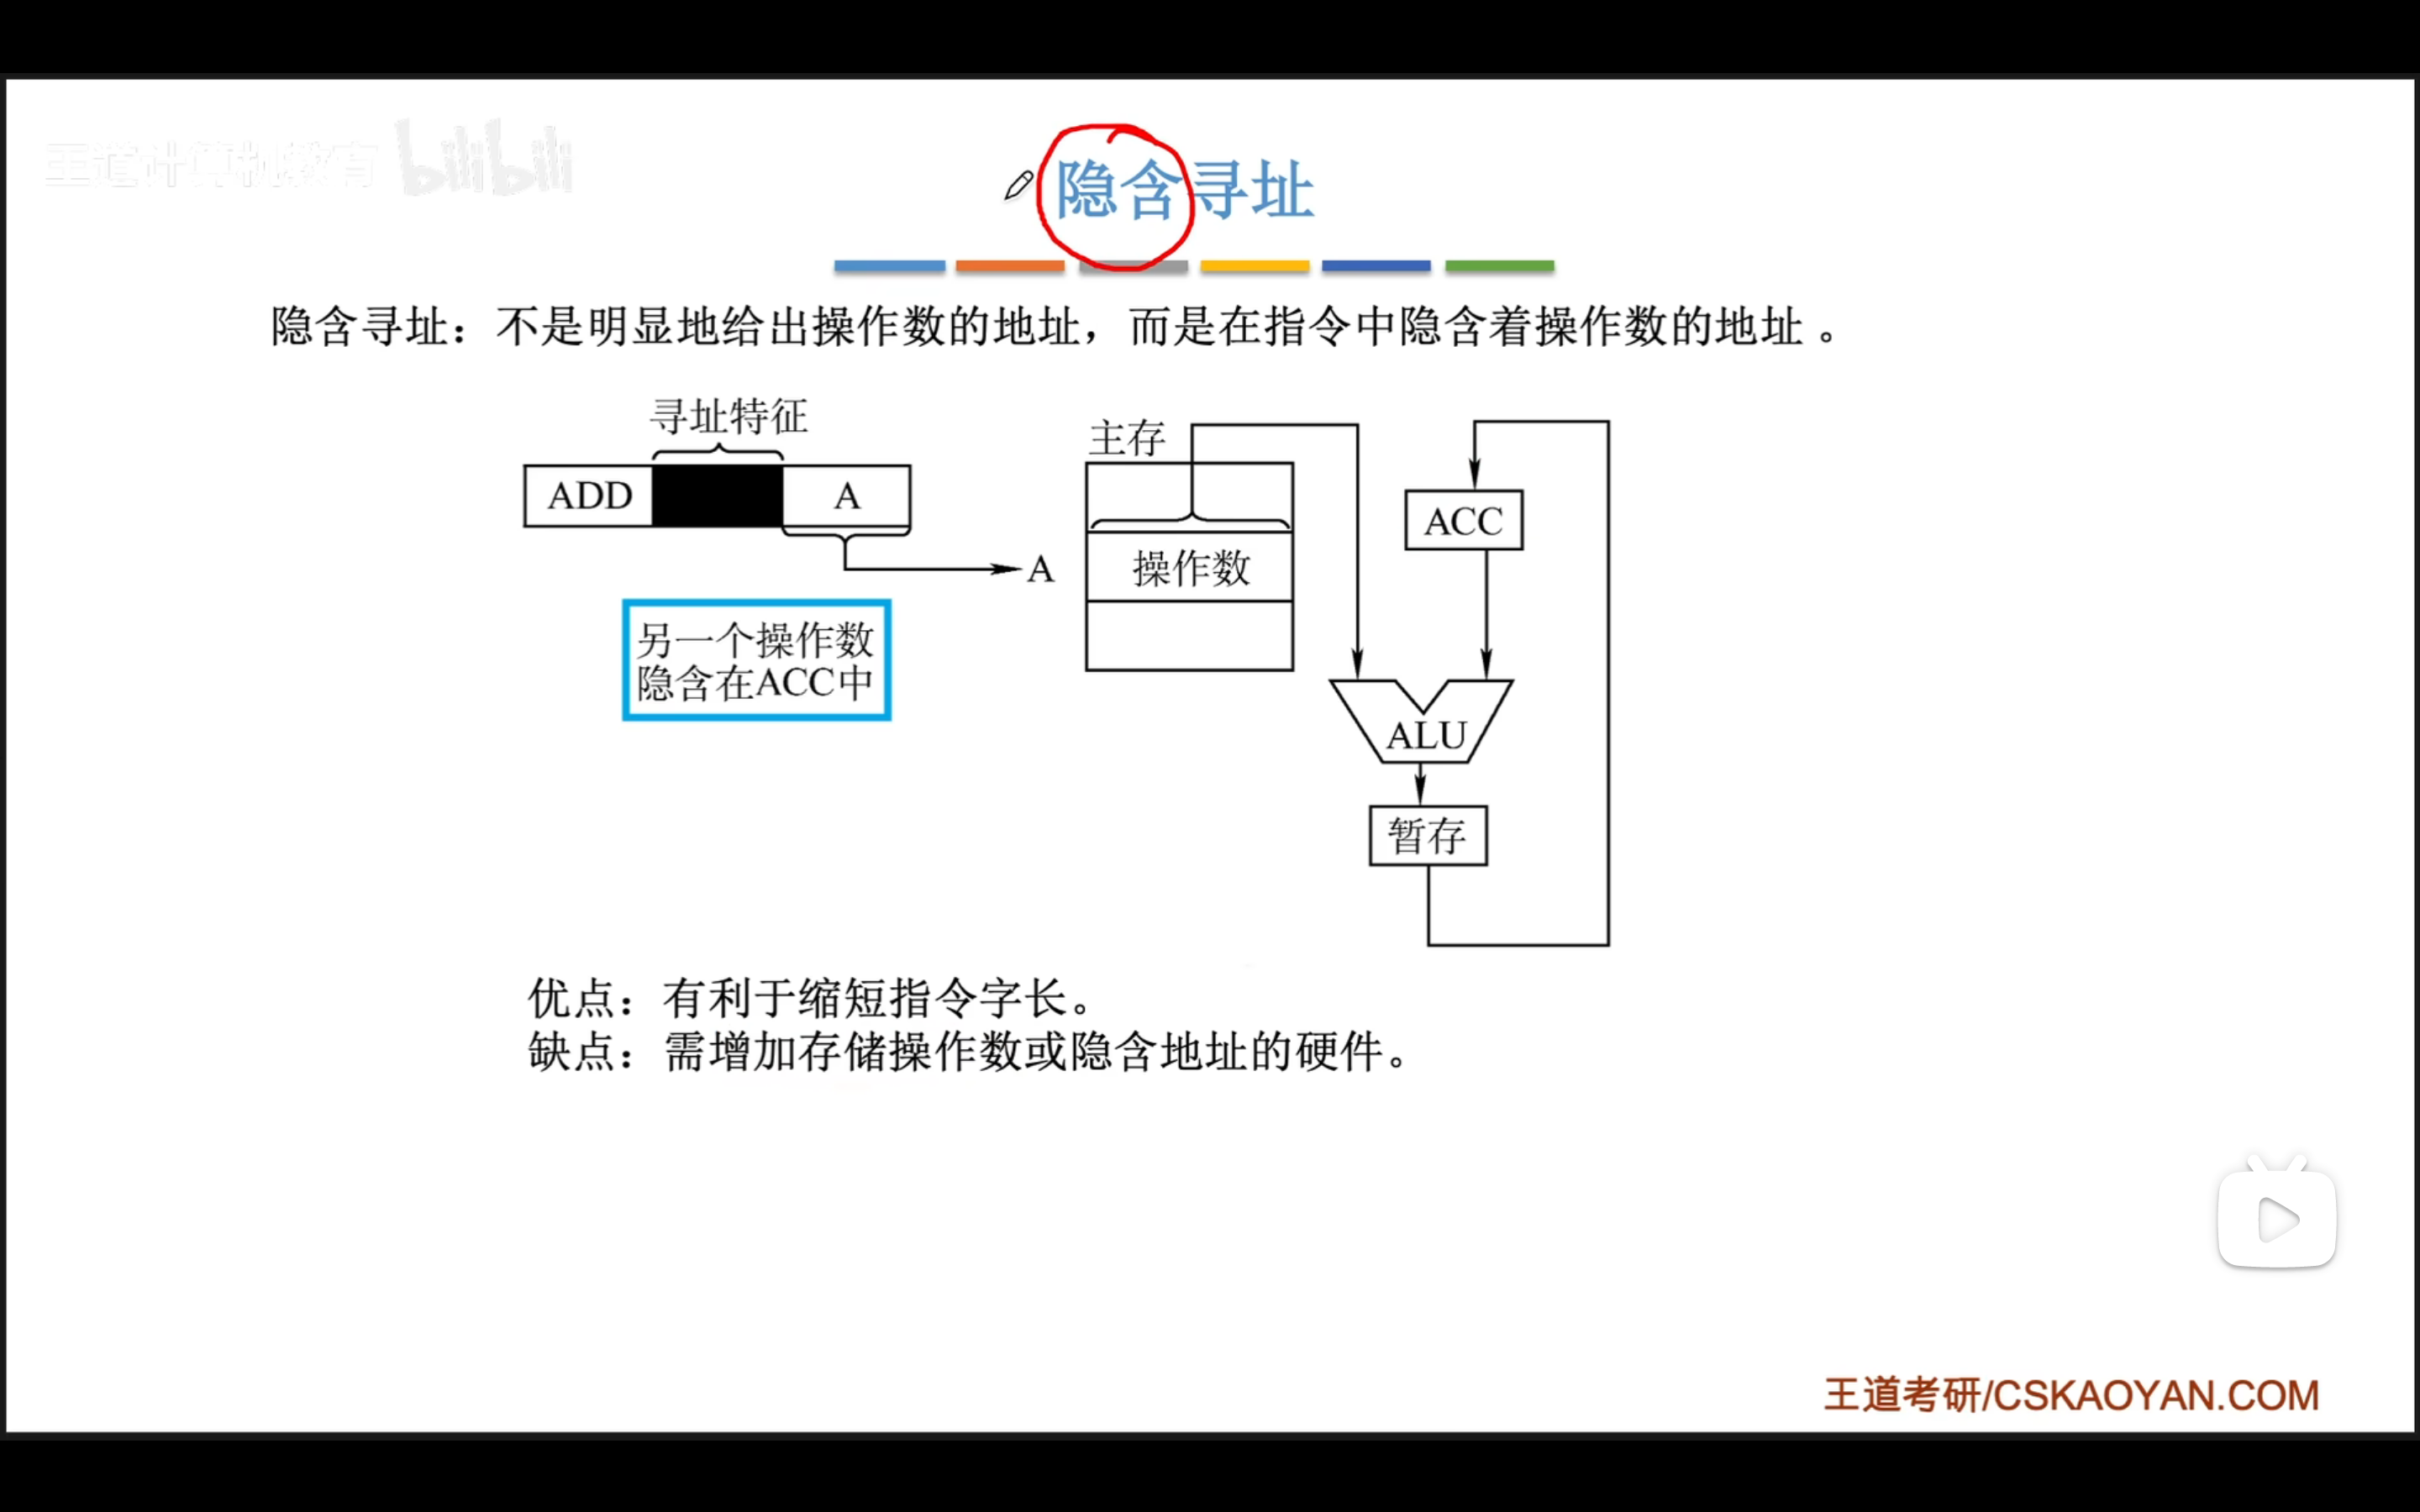 王道计算机教育 bilibili
隐含寻址
隐含寻址：不是明显地给出操作数的地址，而是在指令中隐含着操作数的地址 。
寻址特征
ADD
A
A
另一个操作数
隐含在ACC中
主存
操作数
ACC
ALU
暂存
优点：有利于缩短指令字长。
缺点：需增加存储操作数或隐含地址的硬件。
王道考研/CSKAOYAN.COM